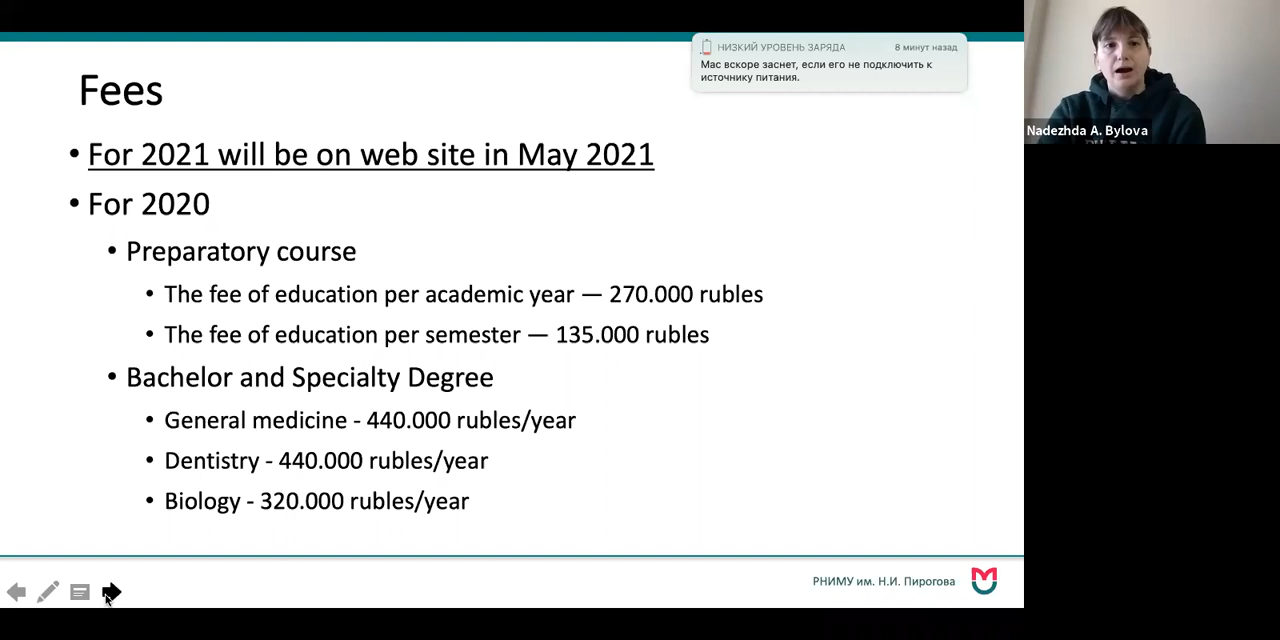 Fees
НИЗКИЙ УРОВЕНЬ ЗАРЯДА 8 минут назад
Mac вскоре заснет, если его не подключить к
источнику питания.
• For 2021 will be on web site in May 2021
• For 2020
• Preparatory course
• The fee of education per academic year — 270.000 rubles
• The fee of education per semester — 135.000 rubles
• Bachelor and Specialty Degree
• General medicine - 440.000 rubles/year
• Dentistry - 440.000 rubles/year
• Biology - 320.000 rubles/year
РНИМУ им. Н.И. Пирогова
Nadezhda A. Bylova